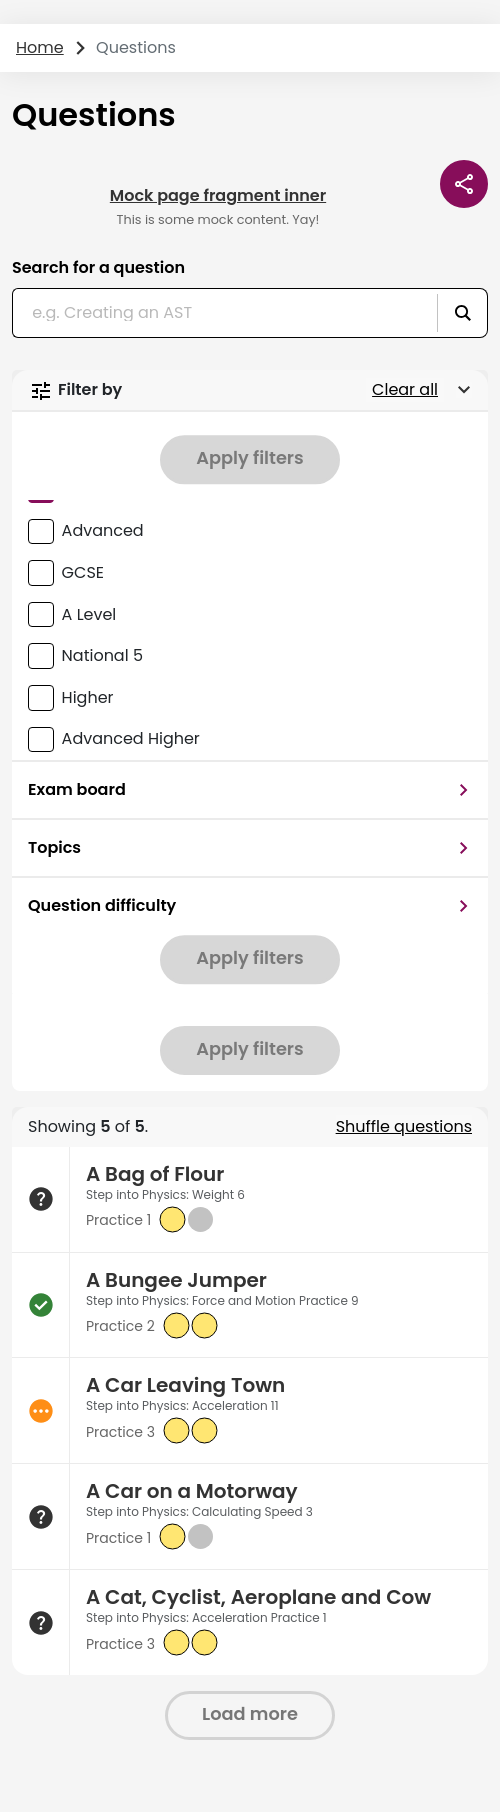 Home Questions
Questions
Mock page fragment inner
This is some mock content. Yay!
Search for a question
e.g. Creating an AST
Filter by Clear all
Apply filters
Advanced
GCSE
A Level
National 5
Higher
Advanced Higher
Exam board
Topics
Question difficulty
Apply filters
Apply filters
Showing 5 of 5. Shuffle questions
A Bag of Flour
Step into Physics: Weight 6
Practice 1
A Bungee Jumper
Step into Physics: Force and Motion Practice 9
Practice 2
A Car Leaving Town
Step into Physics: Acceleration 11
Practice 3
A Car on a Motorway
Step into Physics: Calculating Speed 3
Practice 1
A Cat, Cyclist, Aeroplane and Cow
Step into Physics: Acceleration Practice 1
Practice 3
Load more